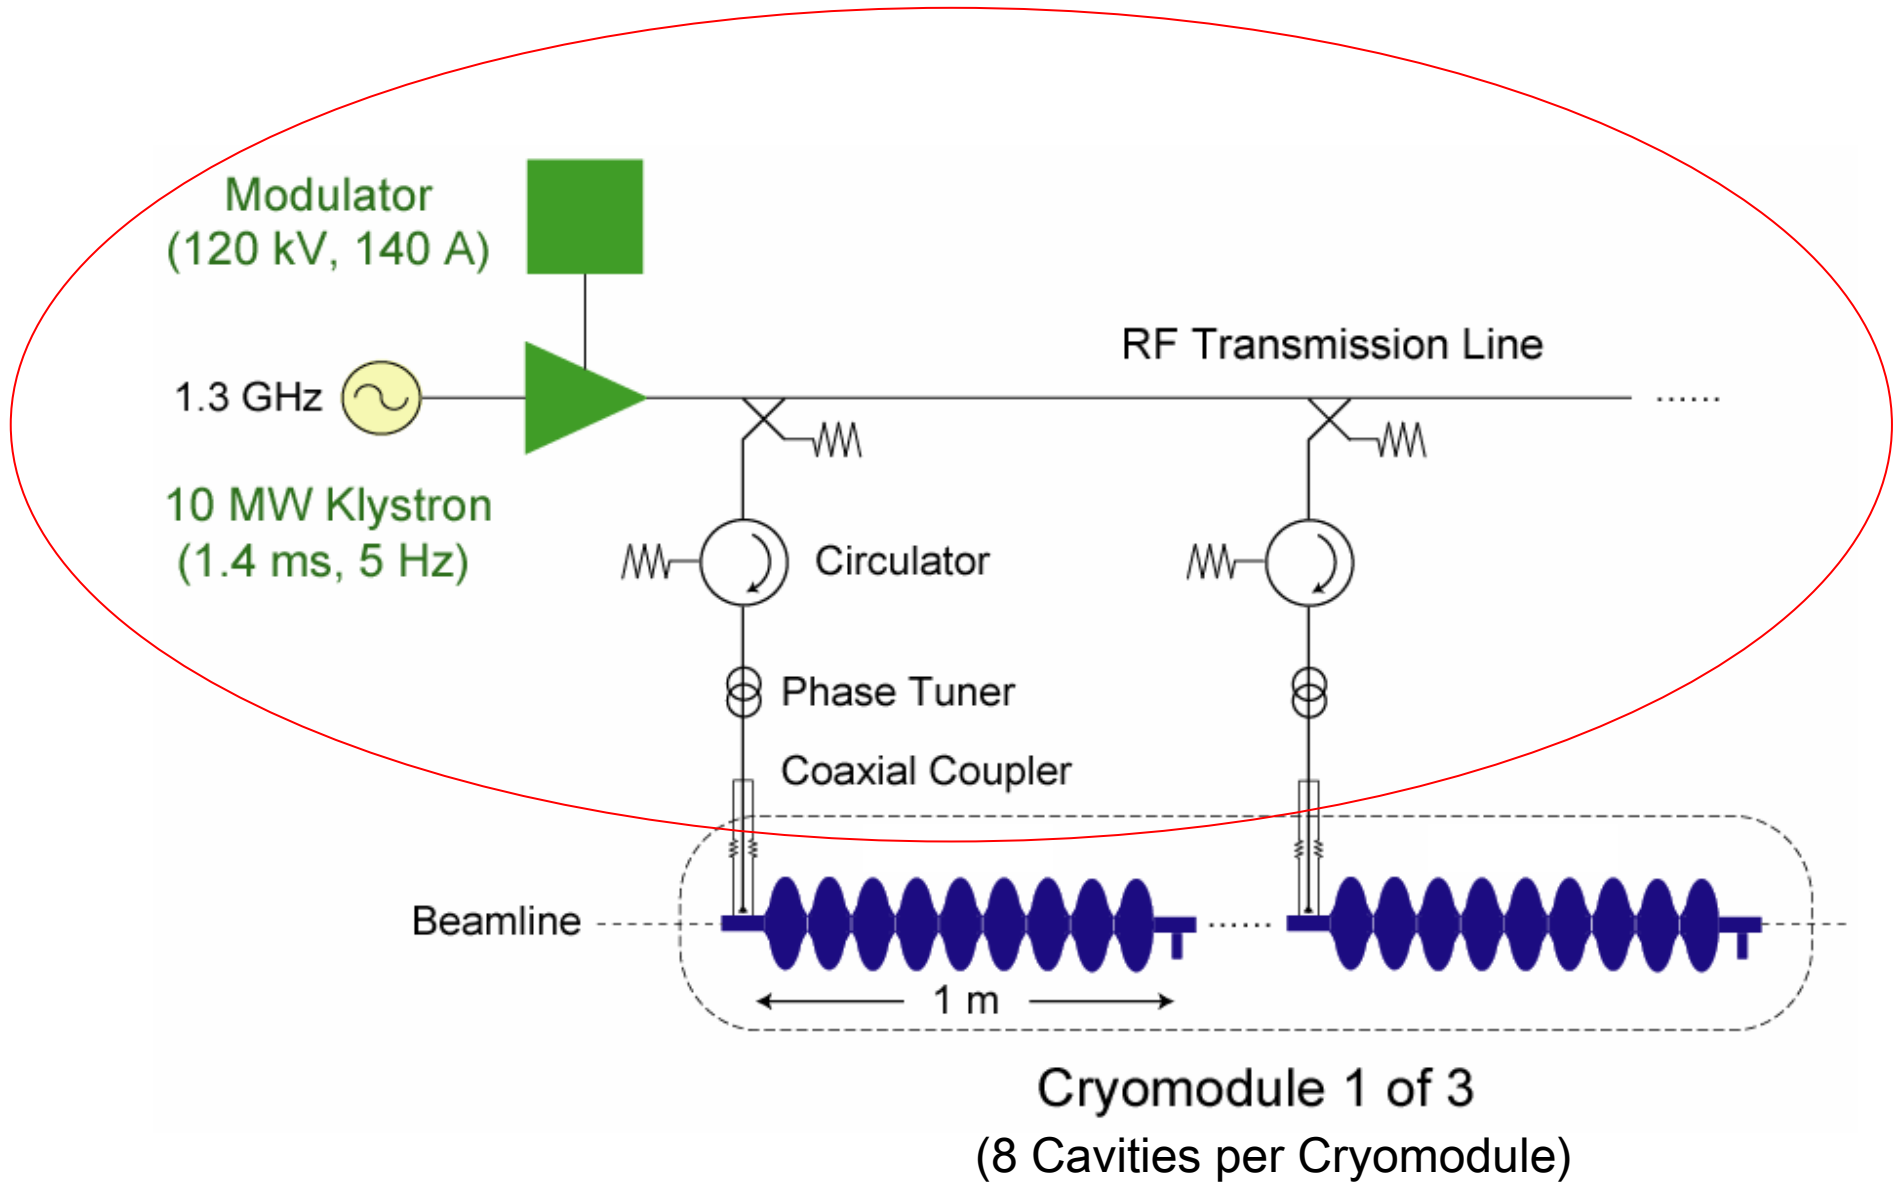 Modulator
(120 kV, 140 A)
RF Transmission Line
1.3 GHz
......
10 MW Klystron
(1.4 ms, 5 Hz)
Circulator
Phase Tuner
Coaxial Coupler
Beamline
......
1 m
Cryomodule 1 of 3
(8 Cavities per Cryomodule)